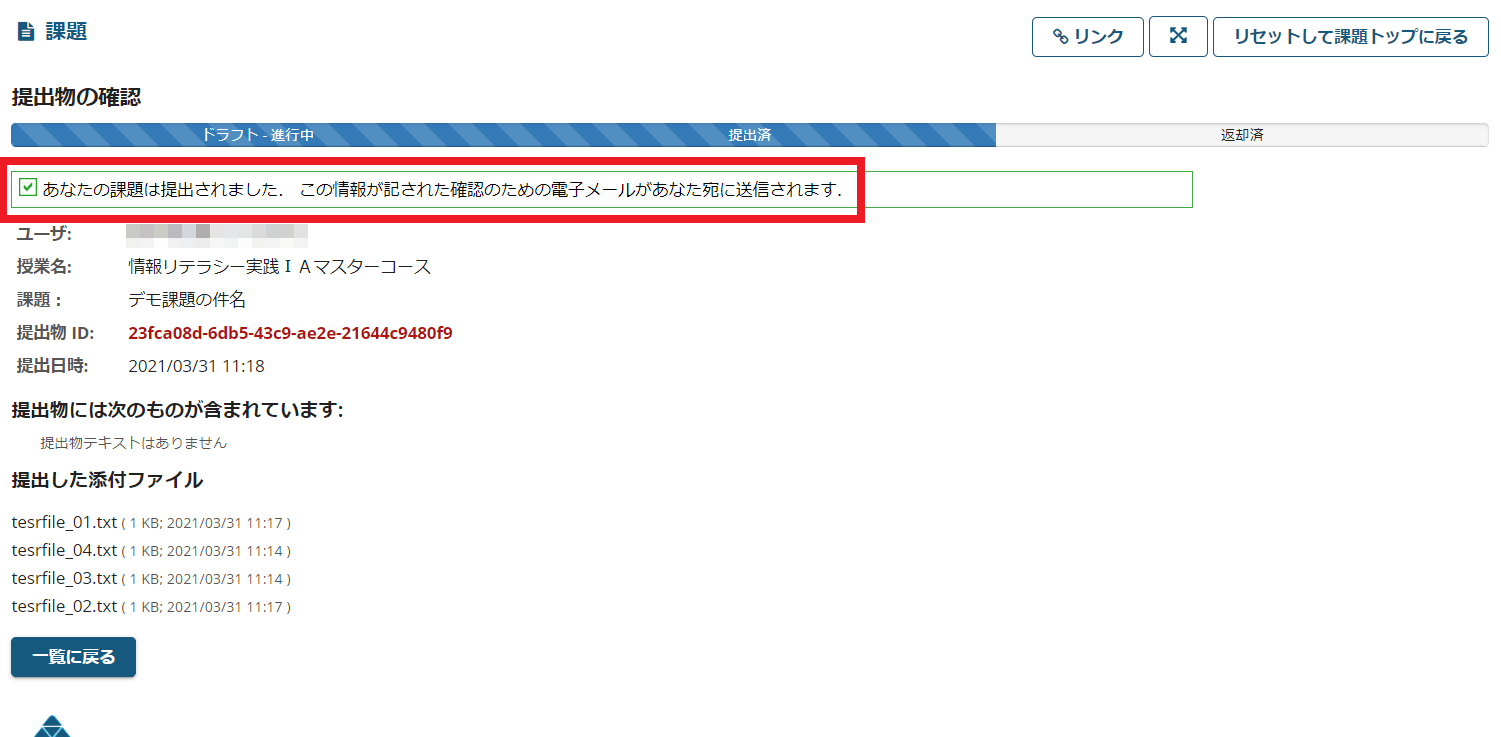 課題
リンク
リセットして課題トップに戻る
提出物の確認
ドラフト - 進行中 提出済 返却済
あなたの課題は提出されました． この情報が記された確認のための電子メールがあなた宛に送信されます．
ユーザ:
授業名: 情報リテラシー実践ＩＡマスターコース
課題： デモ課題の件名
提出物 ID: 23fca08d-6db5-43c9-ae2e-21644c9480f9
提出日時: 2021/03/31 11:18
提出物には次のものが含まれています:
提出物テキストはありません
提出した添付ファイル
tesrfile_01.txt ( 1 KB; 2021/03/31 11:17 )
tesrfile_04.txt ( 1 KB; 2021/03/31 11:14 )
tesrfile_03.txt ( 1 KB; 2021/03/31 11:14 )
tesrfile_02.txt ( 1 KB; 2021/03/31 11:17 )
一覧に戻る